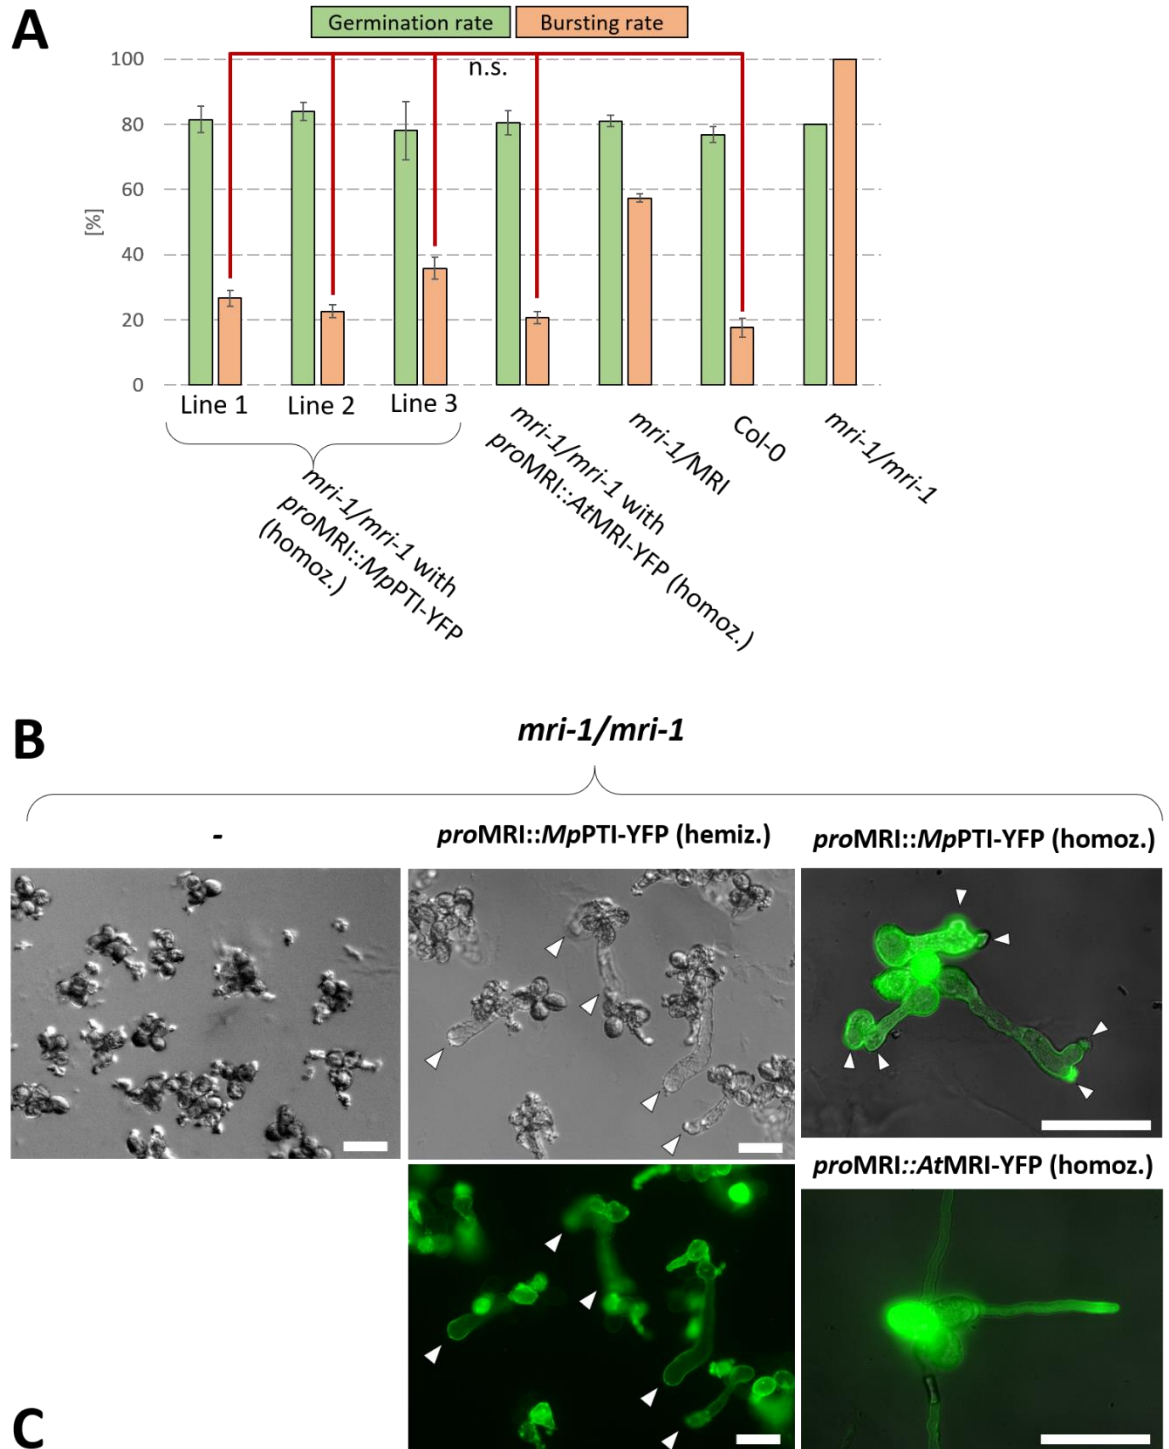 A
Germination rate Bursting rate
n.s.
100
80
60
40
20
0
[%]
Line 1 Line 2 Line 3
mri-1/mri-1 with
proMRI::MpPTI-YFP
(homoz.)
mri-1/mri-1 with
proMRI::AtMRI-YFP (homoz.)
mri-1/MRI
Col-0
mri-1/mri-1
B
mri-1/mri-1
-
proMRI::MpPTI-YFP (hemiz.)
proMRI::MpPTI-YFP (homoz.)
proMRI::AtMRI-YFP (homoz.)
C